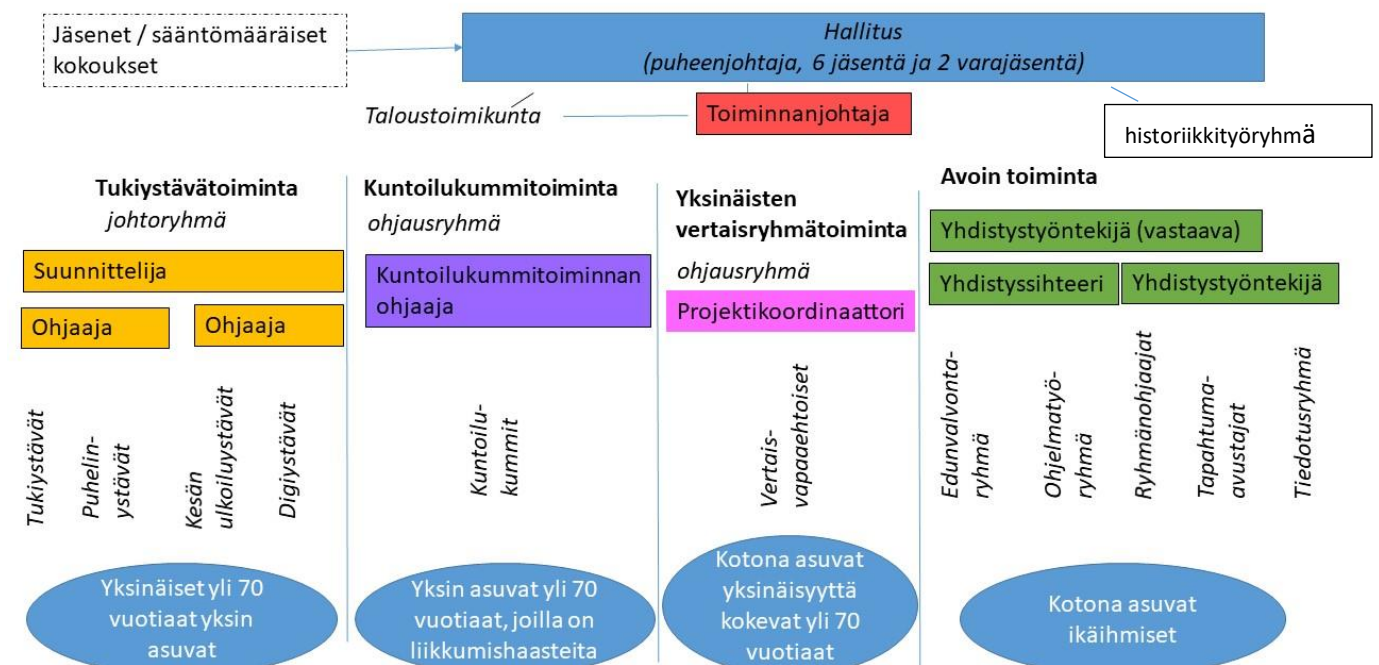 Jäsenet / sääntömääräiset
kokoukset
Hallitus
(puheenjohtaja, 6 jäsentä ja 2 varajäsentä)
Taloustoimikunta
Toiminnanjohtaja
historiikkityöryhmä
Tukiystävätoiminta
johtoryhmä
Suunnittelija
Ohjaaja
Ohjaaja
Tukiystävät
Puhelin-
ystävät
Kesän
ulkoiluystävät
Digiystävät
Yksinäiset yli 70
vuotiaat yksin
asuvat
Kuntoilukummitoiminta
ohjausryhmä
Kuntoilukummitoiminnan
ohjaaja
Kuntoilu-
kummit
Yksin asuvat yli 70
vuotiaat, joilla on
liikkumishaasteita
Yksinäisten
vertaisryhmätoiminta
ohjausryhmä
Projektikoordinaattori
Vertais-
vapaaehtoiset
Kotona asuvat
yksinäisyyttä
kokevat yli 70
vuotiaat
Avoin toiminta
Yhdistystyöntekijä (vastaava)
Yhdistyssihteeri
Yhdistystyöntekijä
Edunvalvonta-
ryhmä
Ohjelmatyö-
ryhmä
Ryhmänohjaajat
Tapahtuma-
avustajat
Tiedotusryhmä
Kotona asuvat
ikäihmiset